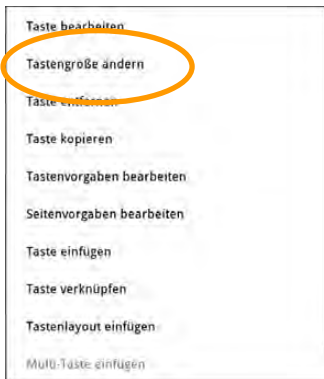 Taste bearbeiten
Tastengröße ändern
Taste entfernen
Taste kopieren
Tastenvorgaben bearbeiten
Seitenvorgaben bearbeiten
Taste einfügen
Taste verknüpfen
Tastenlayout einfügen
Multi-Taste einfügen